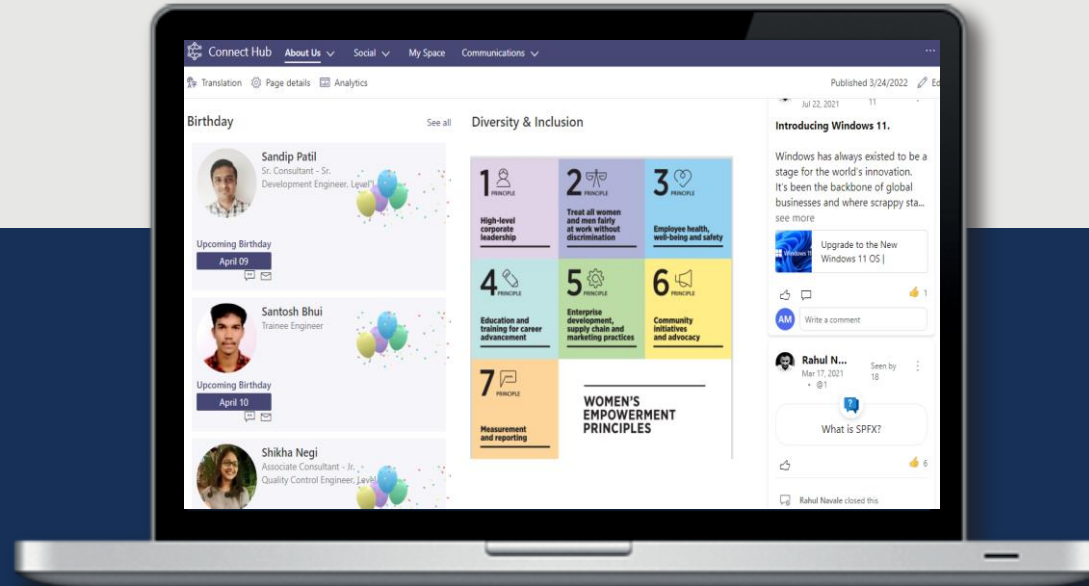 Connect Hub About Us Social My Space Communications
Translation Page details Analytics Published 3/24/2022
Birthday See all
Sandip Patil
Sr. Consultant - Sr.
Development Engineer,
Upcoming Birthday
April 09
Santosh Bhui
Trainee Engineer
Upcoming Birthday
April 10
Shikha Negi
Associate Consultant - Jr.
Quality Control Engineer,
Diversity & Inclusion
1 PRINCIPLE
High-level
corporate
leadership
2 PRINCIPLE
Treat all women
and men fairly
at work without
discrimination
3 PRINCIPLE
Employee health,
well-being and safety
4 PRINCIPLE
Education and
training for career
advancement
5 PRINCIPLE
Enterprise
development,
supply chain and
marketing practices
6 PRINCIPLE
Community
initiatives
and advocacy
7 PRINCIPLE
Measurement
and reporting
WOMEN'S
EMPOWERMENT
PRINCIPLES
Jul 22, 2021 11
Introducing Windows 11.
Windows has always existed to be a
stage for the world's innovation.
It's been the backbone of global
businesses and where scrappy sta...
see more
Windows 11
Upgrade to the New
Windows 11 OS |
1
AM Write a comment
Rahul N... Seen by
Mar 17, 2021 18
• @1
What is SPFX?
6
Rahul Navale closed this